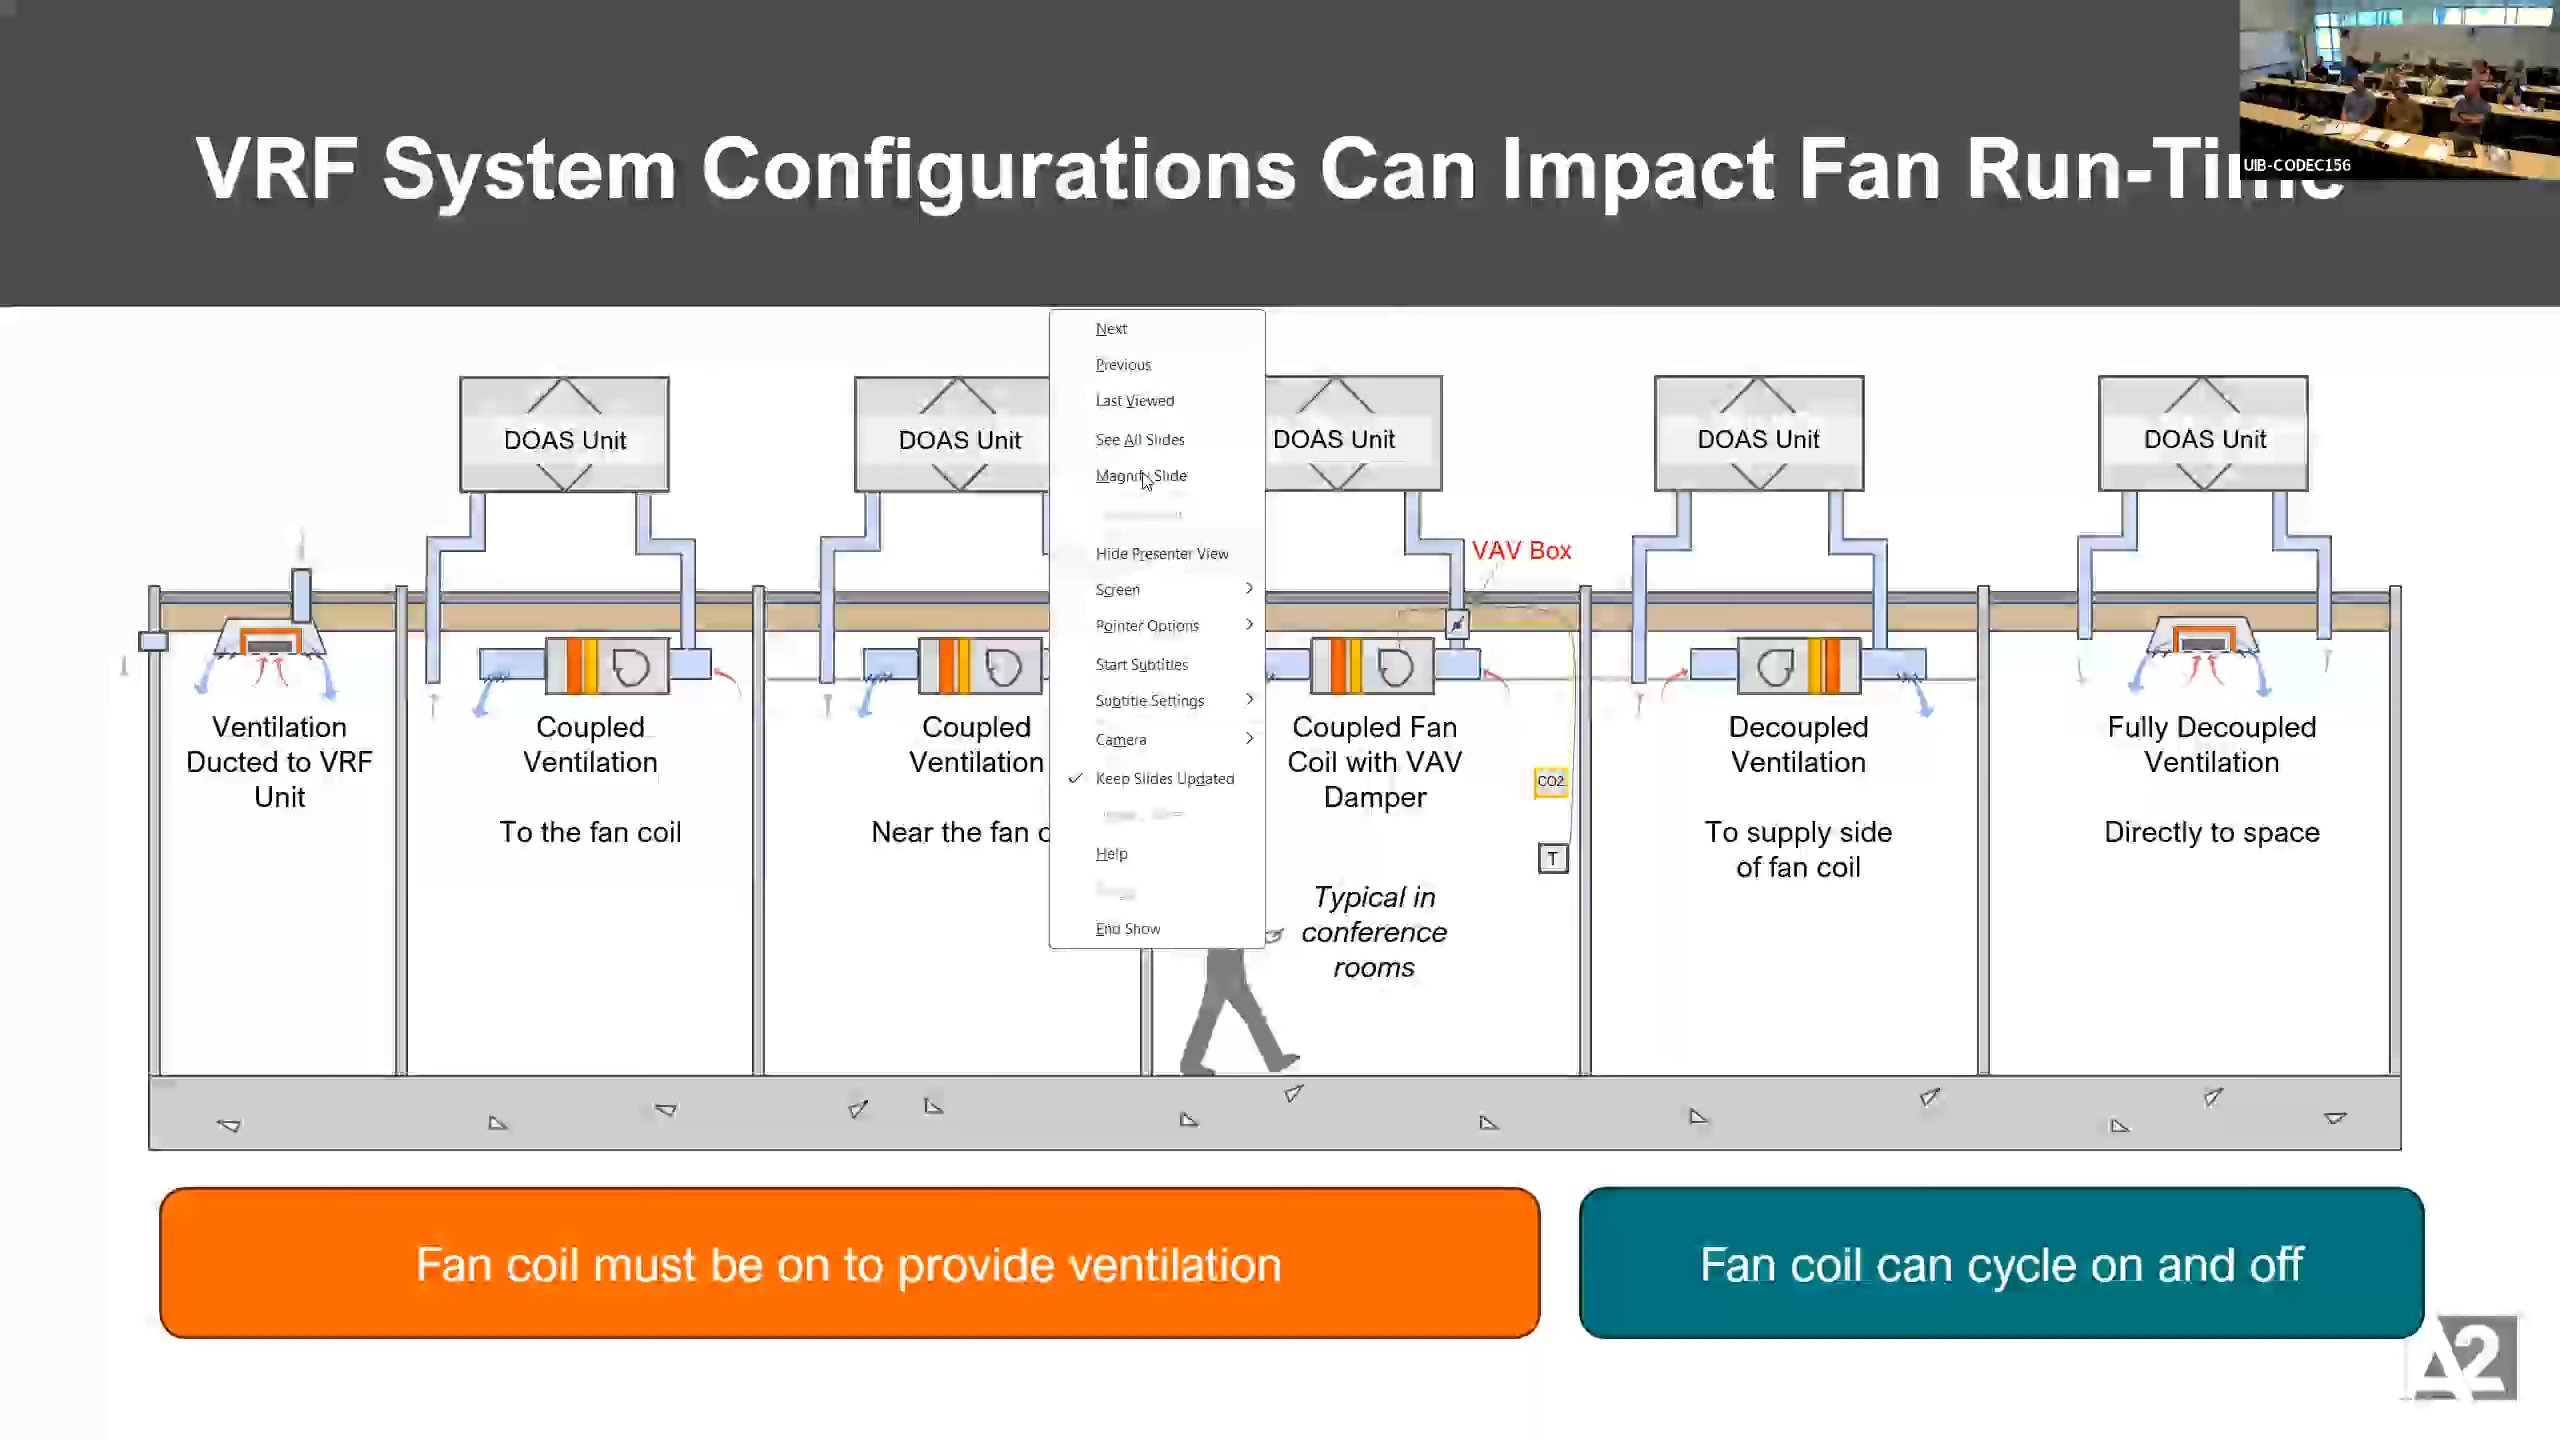 VRF System Configurations Can Impact Fan Run-Time
UIB-CODEC156
Next
Previous
Last Viewed
See All Slides
Magnify Slide
Hide Presenter View
Screen
Pointer Options
Start Subtitles
Subtitle Settings
Camera
Keep Slides Updated
Help
End Show
DOAS Unit
DOAS Unit
DOAS Unit
DOAS Unit
DOAS Unit
VAV Box
Ventilation
Ducted to VRF
Unit
Coupled
Ventilation
To the fan coil
Coupled
Ventilation
Near the fan c
Coupled Fan
Coil with VAV
Damper
Typical in
conference
rooms
CO2
T
Decoupled
Ventilation
To supply side
of fan coil
Fully Decoupled
Ventilation
Directly to space
Fan coil must be on to provide ventilation
Fan coil can cycle on and off
A2